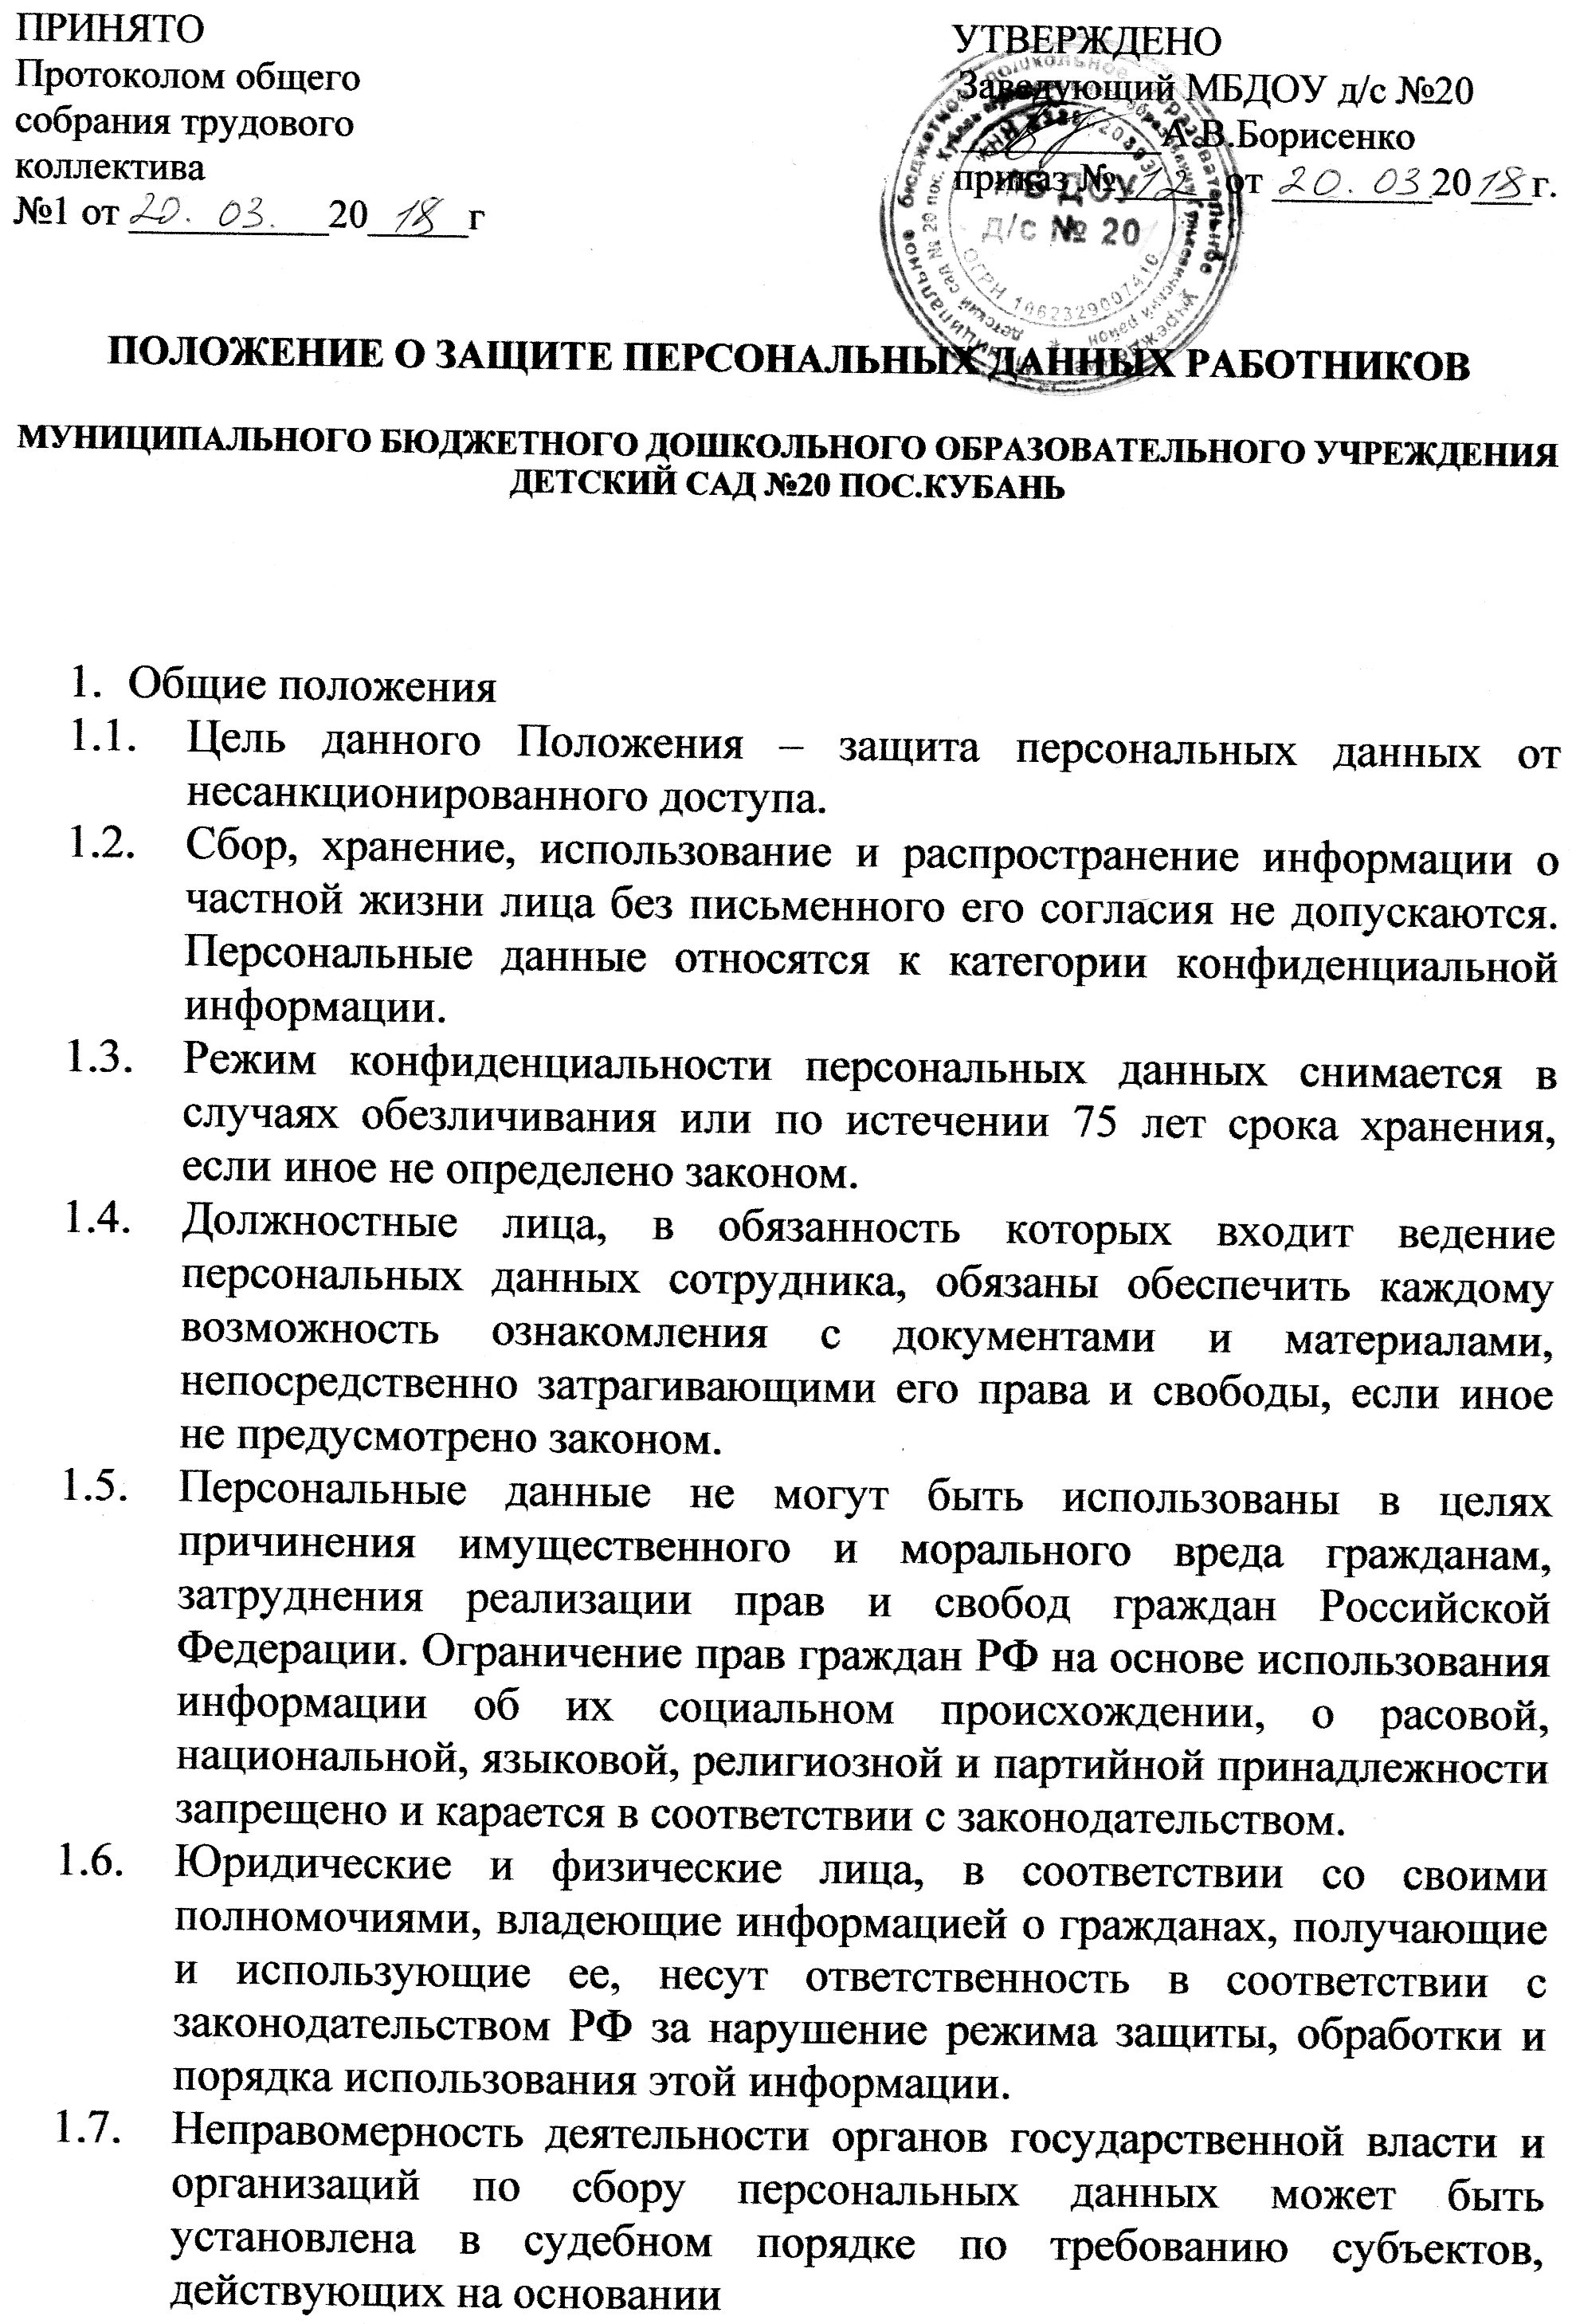 ПРИНЯТО
Протоколом общего
собрания трудового
коллектива
№1 от 20. 03. 2018г
УТВЕРЖДЕНО
Заведующий МБДОУ д/с №20
А.В.Борисенко
приказ № 12 от 20. 03 2018г.
МБДОУ
д/с № 20
ОГРН 1062329007410
ПОЛОЖЕНИЕ О ЗАЩИТЕ ПЕРСОНАЛЬНЫХ ДАННЫХ РАБОТНИКОВ
МУНИЦИПАЛЬНОГО БЮДЖЕТНОГО ДОШКОЛЬНОГО ОБРАЗОВАТЕЛЬНОГО УЧРЕЖДЕНИЯ
ДЕТСКИЙ САД №20 ПОС.КУБАНЬ
1. Общие положения
1.1. Цель данного Положения – защита персональных данных от
несанкционированного доступа.
1.2. Сбор, хранение, использование и распространение информации о
частной жизни лица без письменного его согласия не допускаются.
Персональные данные относятся к категории конфиденциальной
информации.
1.3. Режим конфиденциальности персональных данных снимается в
случаях обезличивания или по истечении 75 лет срока хранения,
если иное не определено законом.
1.4. Должностные лица, в обязанность которых входит ведение
персональных данных сотрудника, обязаны обеспечить каждому
возможность ознакомления с документами и материалами,
непосредственно затрагивающими его права и свободы, если иное
не предусмотрено законом.
1.5. Персональные данные не могут быть использованы в целях
причинения имущественного и морального вреда гражданам,
затруднения реализации прав и свобод граждан Российской
Федерации. Ограничение прав граждан РФ на основе использования
информации об их социальном происхождении, о расовой,
национальной, языковой, религиозной и партийной принадлежности
запрещено и карается в соответствии с законодательством.
1.6. Юридические и физические лица, в соответствии со своими
полномочиями, владеющие информацией о гражданах, получающие
и использующие ее, несут ответственность в соответствии с
законодательством РФ за нарушение режима защиты, обработки и
порядка использования этой информации.
1.7. Неправомерность деятельности органов государственной власти и
организаций по сбору персональных данных может быть
установлена в судебном порядке по требованию субъектов,
действующих на основании